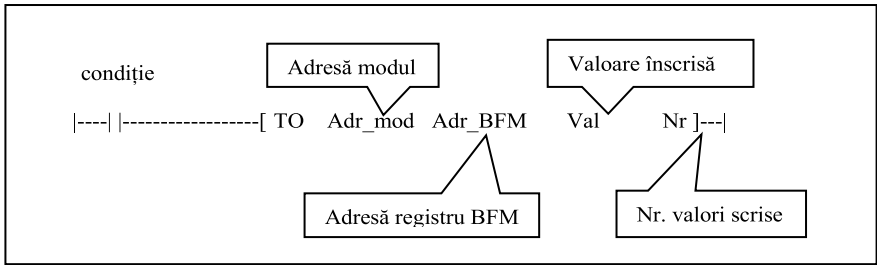 Adresă modul
Valoare înscrisă
condiție
|----| |------------------[ TO Adr_mod Adr_BFM Val Nr ]---|
Adresă registru BFM
Nr. valori scrise